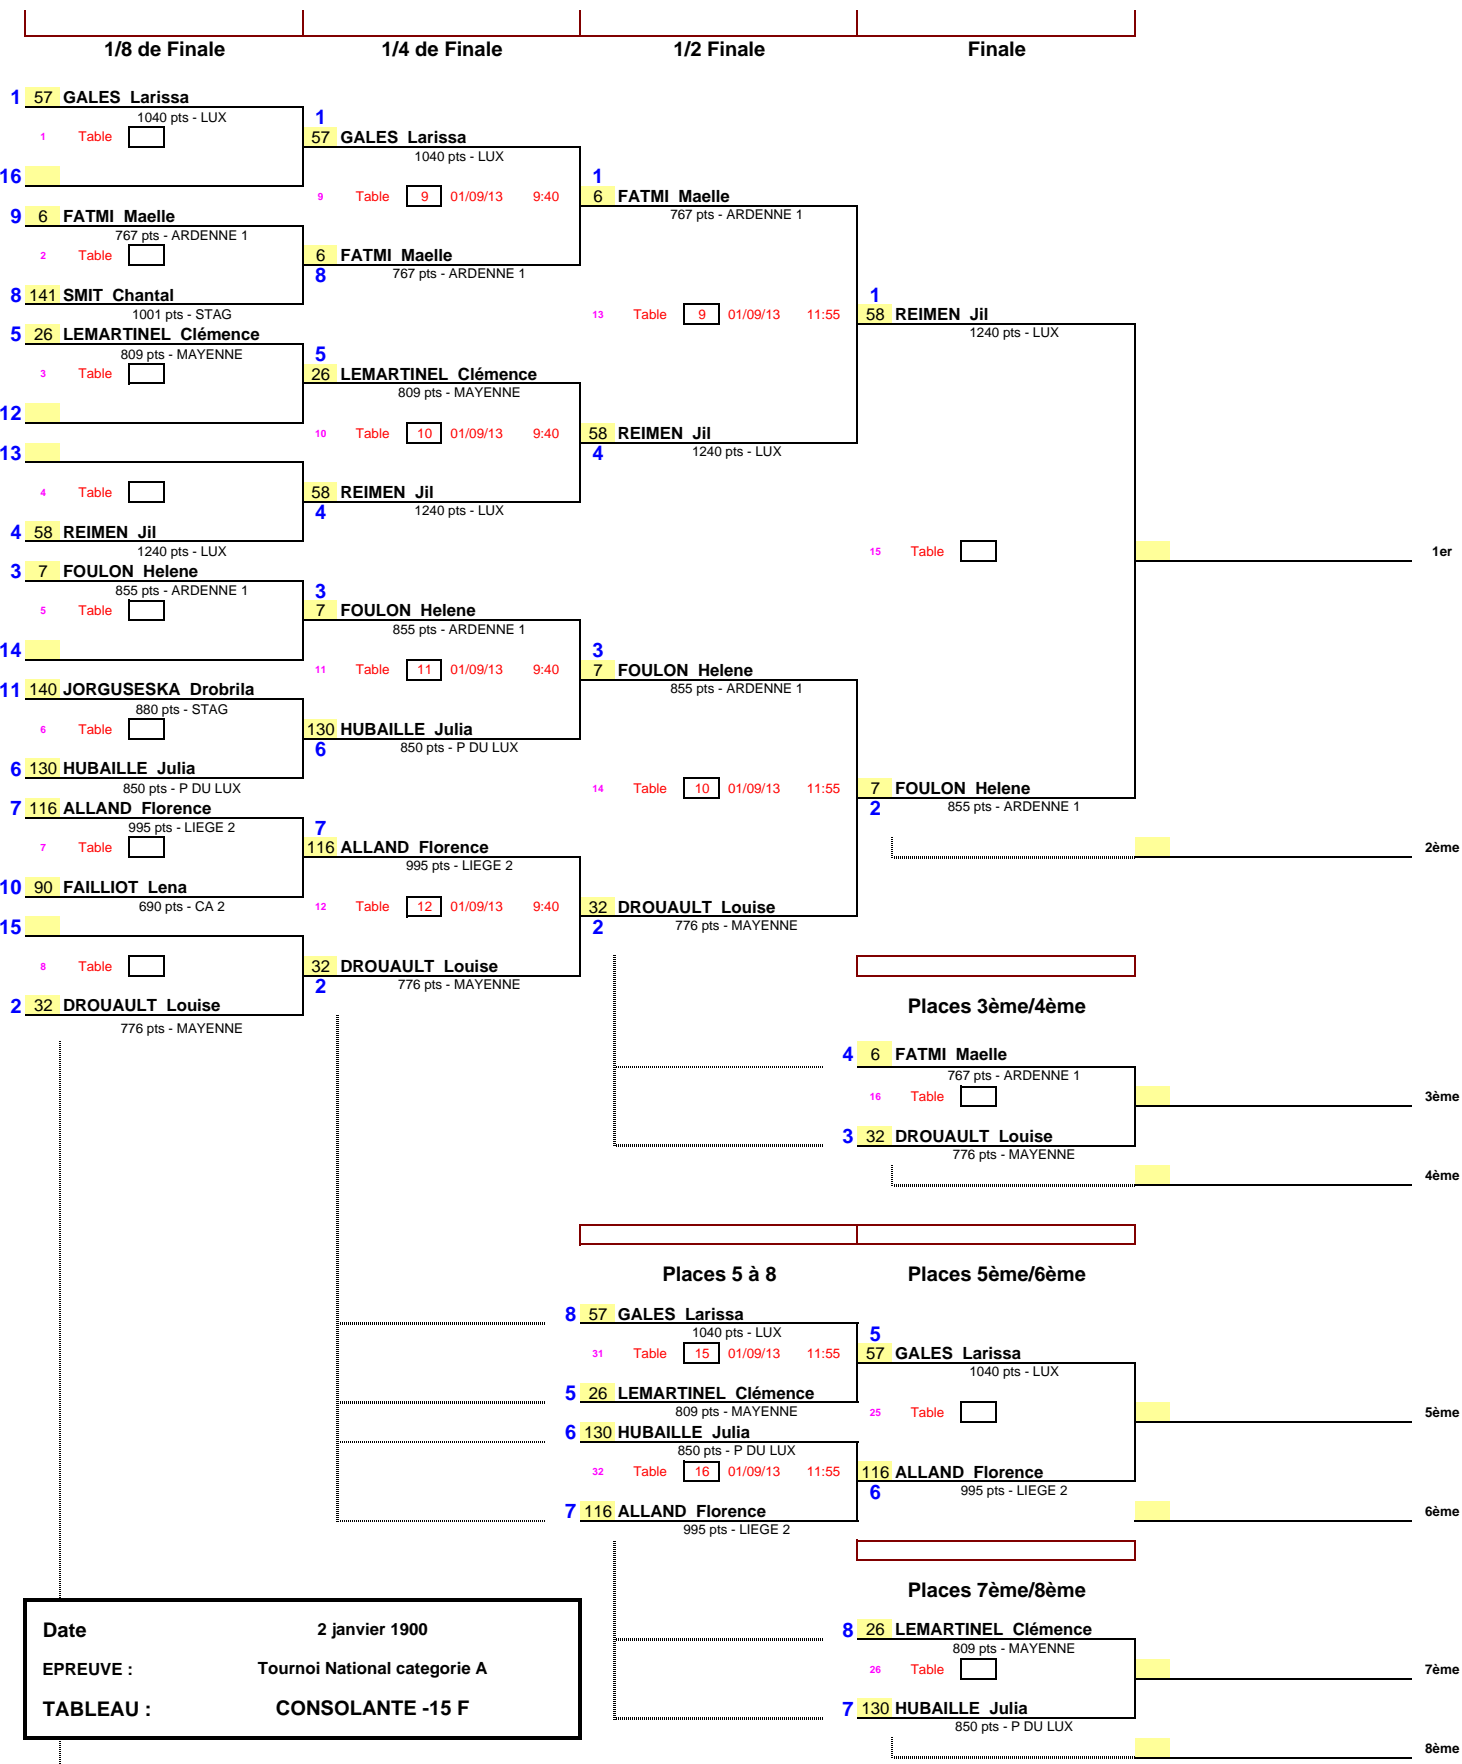 1/8 de Finale 1/4 de Finale 1/2 Finale Finale
1 57 GALES Larissa
1040 pts - LUX
1 Table
16
9 6 FATMI Maelle
767 pts - ARDENNE 1
2 Table
8 141 SMIT Chantal
1001 pts - STAG
5 26 LEMARTINEL Clémence
809 pts - MAYENNE
3 Table
12
13
4 Table
4 58 REIMEN Jil
1240 pts - LUX
3 7 FOULON Helene
855 pts - ARDENNE 1
5 Table
14
11 140 JORGUSESKA Drobrila
880 pts - STAG
6 Table
6 130 HUBAILLE Julia
850 pts - P DU LUX
7 116 ALLAND Florence
995 pts - LIEGE 2
7 Table
10 90 FAILLIOT Lena
690 pts - CA 2
15
8 Table
2 32 DROUAULT Louise
776 pts - MAYENNE
1
57 GALES Larissa
1040 pts - LUX
9 Table 9 01/09/13 9:40
6 FATMI Maelle
8 767 pts - ARDENNE 1
5
26 LEMARTINEL Clémence
809 pts - MAYENNE
10 Table 10 01/09/13 9:40
58 REIMEN Jil
4 1240 pts - LUX
3
7 FOULON Helene
855 pts - ARDENNE 1
11 Table 11 01/09/13 9:40
130 HUBAILLE Julia
6 850 pts - P DU LUX
7
116 ALLAND Florence
995 pts - LIEGE 2
12 Table 12 01/09/13 9:40
32 DROUAULT Louise
2 776 pts - MAYENNE
1
6 FATMI Maelle
767 pts - ARDENNE 1
13 Table 9 01/09/13 11:55
58 REIMEN Jil
4 1240 pts - LUX
3
7 FOULON Helene
855 pts - ARDENNE 1
14 Table 10 01/09/13 11:55
32 DROUAULT Louise
2 776 pts - MAYENNE
1
58 REIMEN Jil
1240 pts - LUX
15 Table
1er
7 FOULON Helene
2 855 pts - ARDENNE 1
2ème
Places 3ème/4ème
4 6 FATMI Maelle
767 pts - ARDENNE 1
16 Table
3ème
3 32 DROUAULT Louise
776 pts - MAYENNE
4ème
Places 5 à 8
8 57 GALES Larissa
1040 pts - LUX
31 Table 15 01/09/13 11:55
5 26 LEMARTINEL Clémence
809 pts - MAYENNE
6 130 HUBAILLE Julia
850 pts - P DU LUX
32 Table 16 01/09/13 11:55
7 116 ALLAND Florence
995 pts - LIEGE 2
Places 5ème/6ème
5
57 GALES Larissa
1040 pts - LUX
25 Table
5ème
116 ALLAND Florence
6 995 pts - LIEGE 2
6ème
Places 7ème/8ème
8 26 LEMARTINEL Clémence
809 pts - MAYENNE
26 Table
7ème
7 130 HUBAILLE Julia
850 pts - P DU LUX
8ème
Date 2 janvier 1900
EPREUVE : Tournoi National categorie A
TABLEAU : CONSOLANTE -15 F